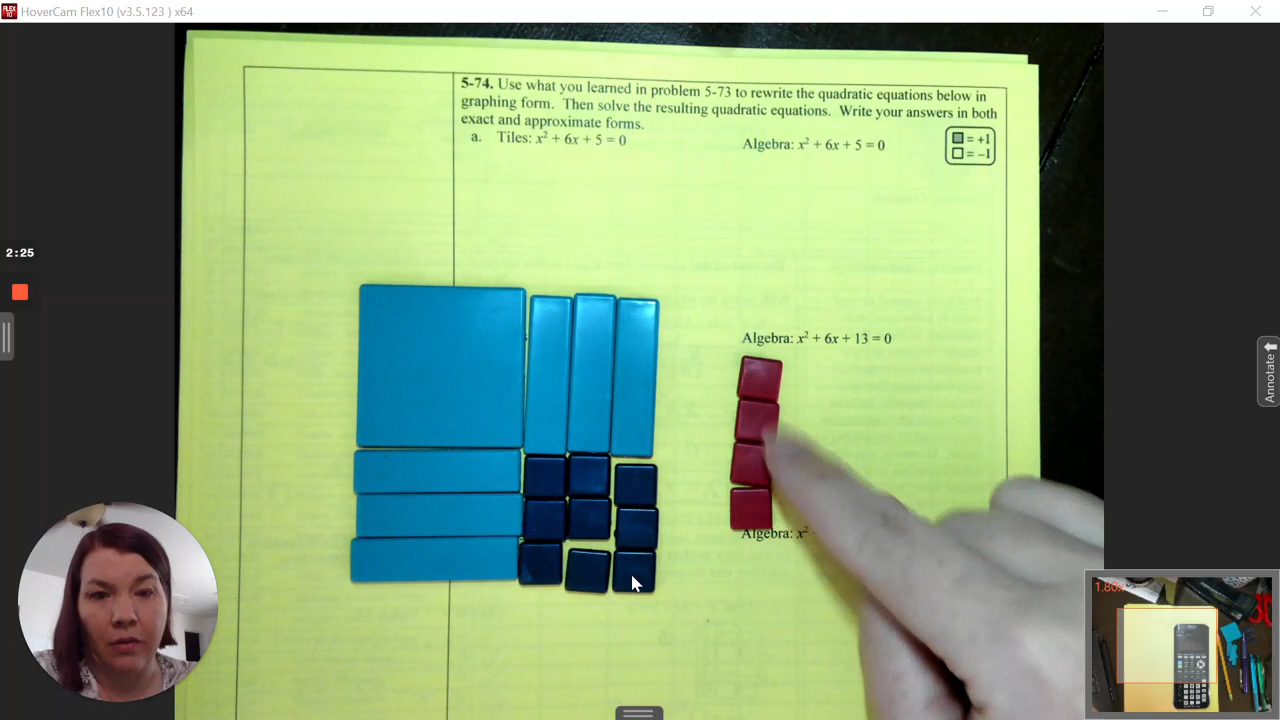 HoverCam Flex10 (v3.5.123 ) x64
5-74. Use what you learned in problem 5-73 to rewrite the quadratic equations below in
graphing form. Then solve the resulting quadratic equations. Write your answers in both
exact and approximate forms.
a. Tiles: x² + 6x + 5 = 0
Algebra: x² + 6x + 5 = 0
= +1
= −1
2:25
Algebra: x² + 6x + 13 = 0
Annotate
Algebra: x²
1.80x